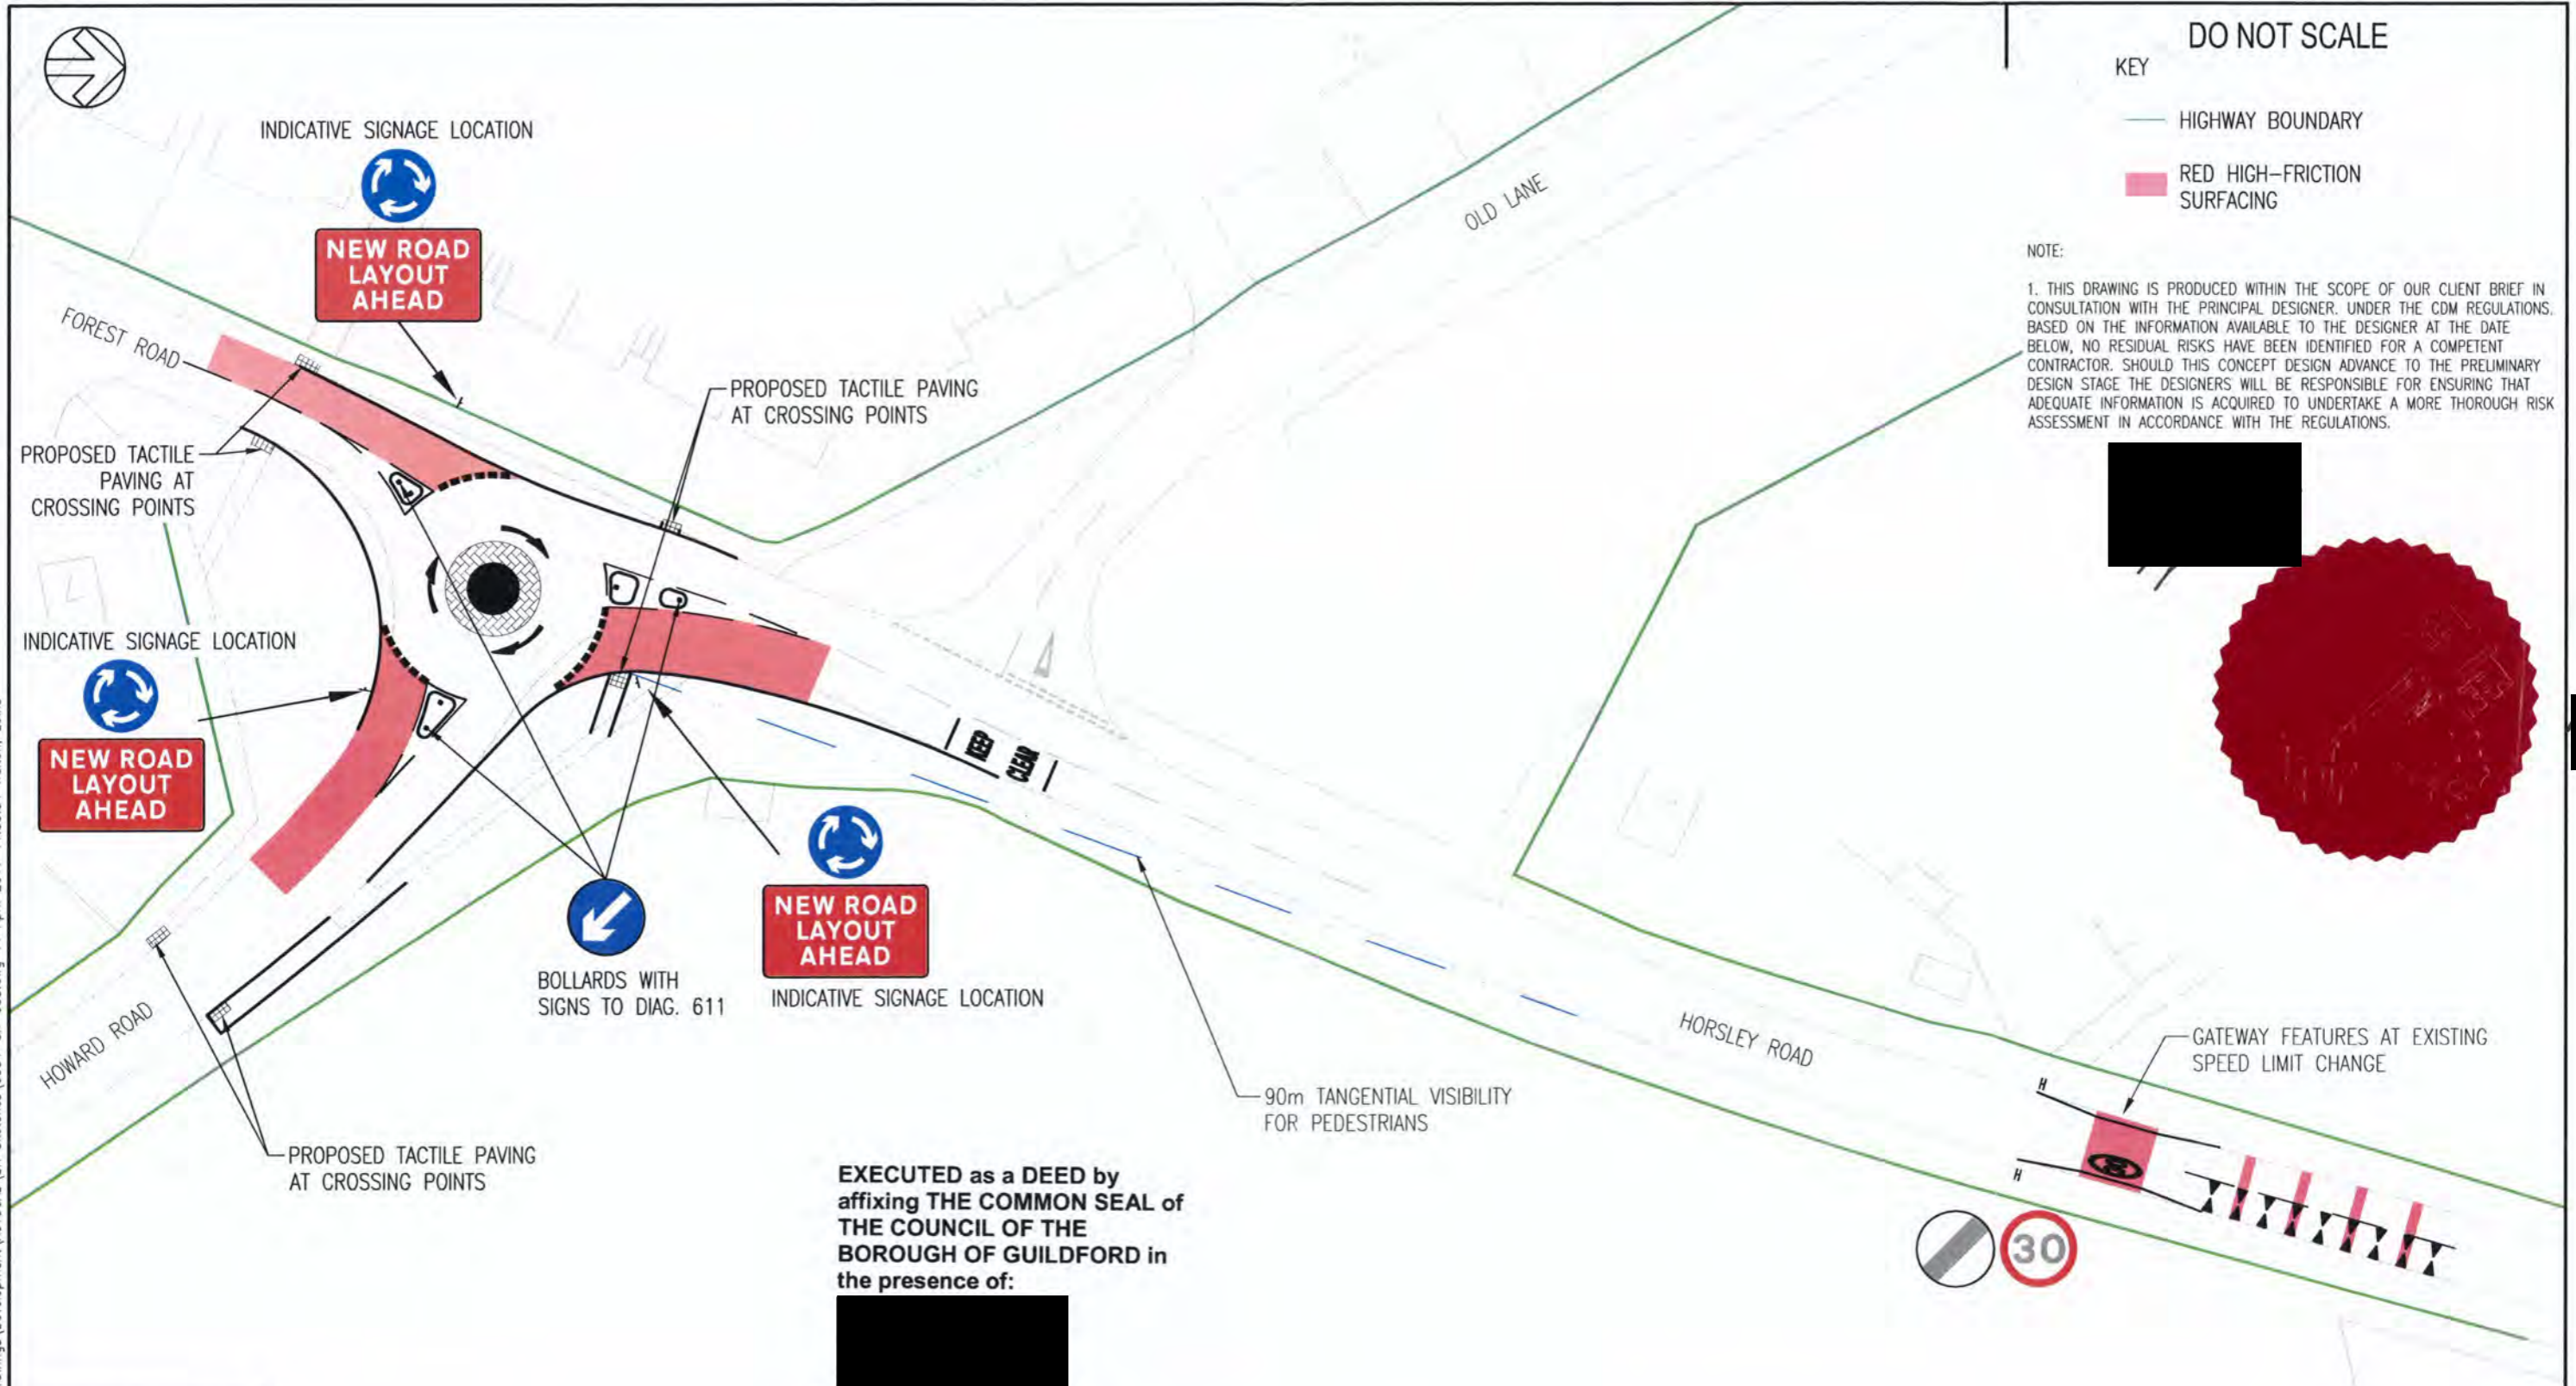 DO NOT SCALE
KEY
HIGHWAY BOUNDARY
RED HIGH-FRICTION
SURFACING
NOTE:
1. THIS DRAWING IS PRODUCED WITHIN THE SCOPE OF OUR CLIENT BRIEF IN
CONSULTATION WITH THE PRINCIPAL DESIGNER. UNDER THE CDM REGULATIONS.
BASED ON THE INFORMATION AVAILABLE TO THE DESIGNER AT THE DATE
BELOW, NO RESIDUAL RISKS HAVE BEEN IDENTIFIED FOR A COMPETENT
CONTRACTOR. SHOULD THIS CONCEPT DESIGN ADVANCE TO THE PRELIMINARY
DESIGN STAGE THE DESIGNERS WILL BE RESPONSIBLE FOR ENSURING THAT
ADEQUATE INFORMATION IS ACQUIRED TO UNDERTAKE A MORE THOROUGH RISK
ASSESSMENT IN ACCORDANCE WITH THE REGULATIONS.
INDICATIVE SIGNAGE LOCATION
NEW ROAD
LAYOUT
AHEAD
OLD LANE
FOREST ROAD
PROPOSED TACTILE PAVING
AT CROSSING POINTS
PROPOSED TACTILE
PAVING AT
CROSSING POINTS
INDICATIVE SIGNAGE LOCATION
NEW ROAD
LAYOUT
AHEAD
KEEP
CLEAR
NEW ROAD
LAYOUT
AHEAD
INDICATIVE SIGNAGE LOCATION
BOLLARDS WITH
SIGNS TO DIAG. 611
HOWARD ROAD
HORSLEY ROAD
GATEWAY FEATURES AT EXISTING
SPEED LIMIT CHANGE
H
H
30
90m TANGENTIAL VISIBILITY
FOR PEDESTRIANS
PROPOSED TACTILE PAVING
AT CROSSING POINTS
EXECUTED as a DEED by
affixing THE COMMON SEAL of
THE COUNCIL OF THE
BOROUGH OF GUILDFORD in
the presence of: